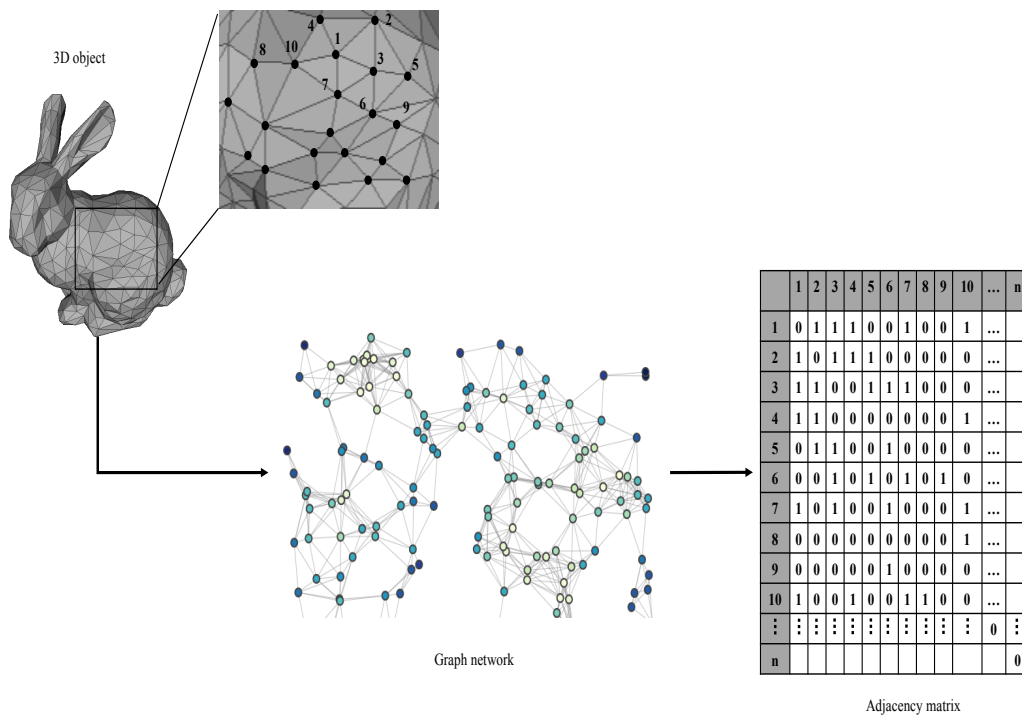 3D object
4 2
1
8 10
3 5
7
6 9
Graph network
1 2 3 4 5 6 7 8 9 10 ... n
1 0 1 1 1 0 0 1 0 0 1 ...
2 1 0 1 1 1 0 0 0 0 0 ...
3 1 1 0 0 1 1 1 0 0 0 ...
4 1 1 0 0 0 0 0 0 0 1 ...
5 0 1 1 0 0 1 0 0 0 0 ...
6 0 0 1 0 1 0 1 0 1 0 ...
7 1 0 1 0 0 1 0 0 0 1 ...
8 0 0 0 0 0 0 0 0 0 1 ...
9 0 0 0 0 0 1 0 0 0 0 ...
10 1 0 0 1 0 0 1 1 0 0 ...
⋮ ⋮ ⋮ ⋮ ⋮ ⋮ ⋮ ⋮ ⋮ ⋮ ⋮ 0 ⋮
n 0
Adjacency matrix